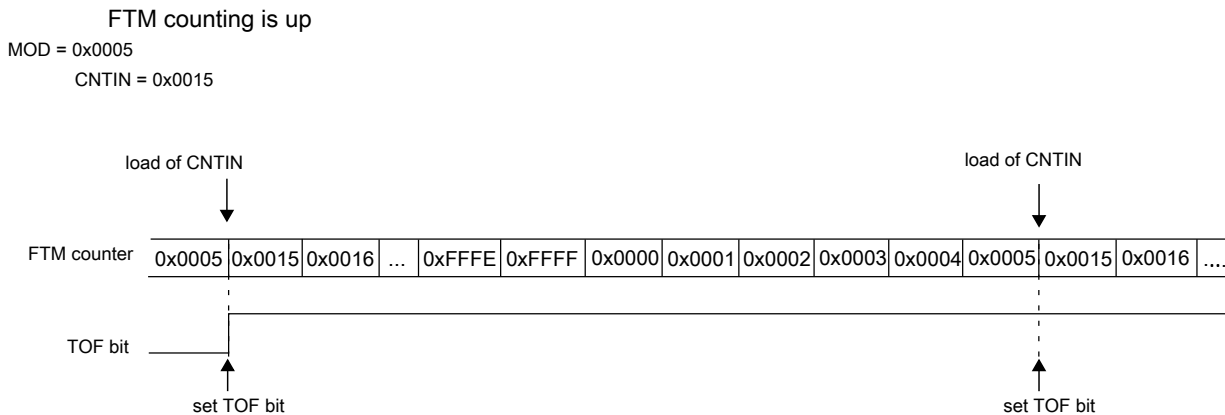 FTM counting is up
MOD = 0x0005
CNTIN = 0x0015
load of CNTIN load of CNTIN
FTM counter 0x0005 0x0015 0x0016 ... 0xFFFE 0xFFFF 0x0000 0x0001 0x0002 0x0003 0x0004 0x0005 0x0015 0x0016 ....
TOF bit
set TOF bit set TOF bit